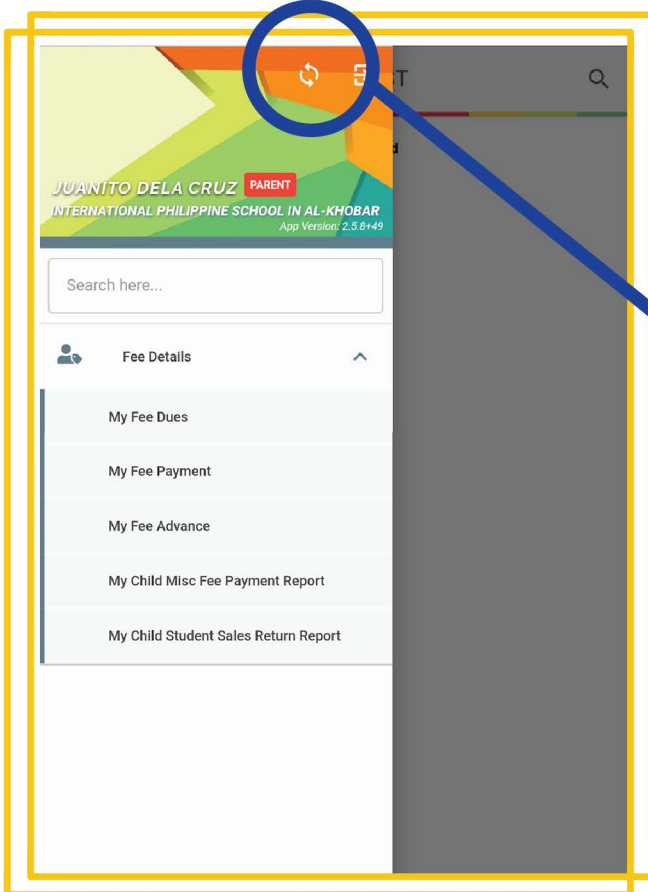 T
d
JUANITO DELA CRUZ PARENT
INTERNATIONAL PHILIPPINE SCHOOL IN AL-KHOBAR
App Version: 2.5.8+49
Search here...
Fee Details
My Fee Dues
My Fee Payment
My Fee Advance
My Child Misc Fee Payment Report
My Child Student Sales Return Report